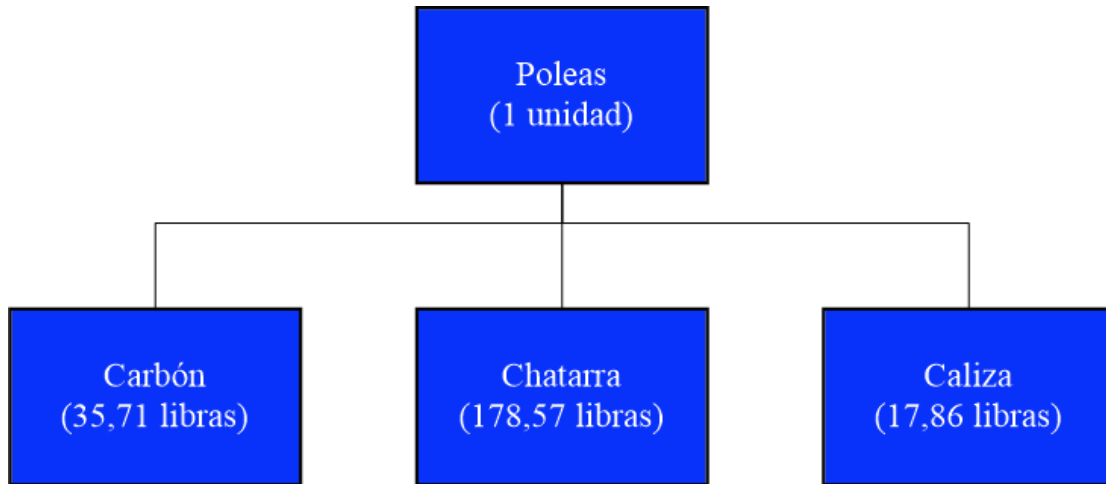 Poleas
(1 unidad)
Carbón
(35,71 libras)
Chatarra
(178,57 libras)
Caliza
(17,86 libras)